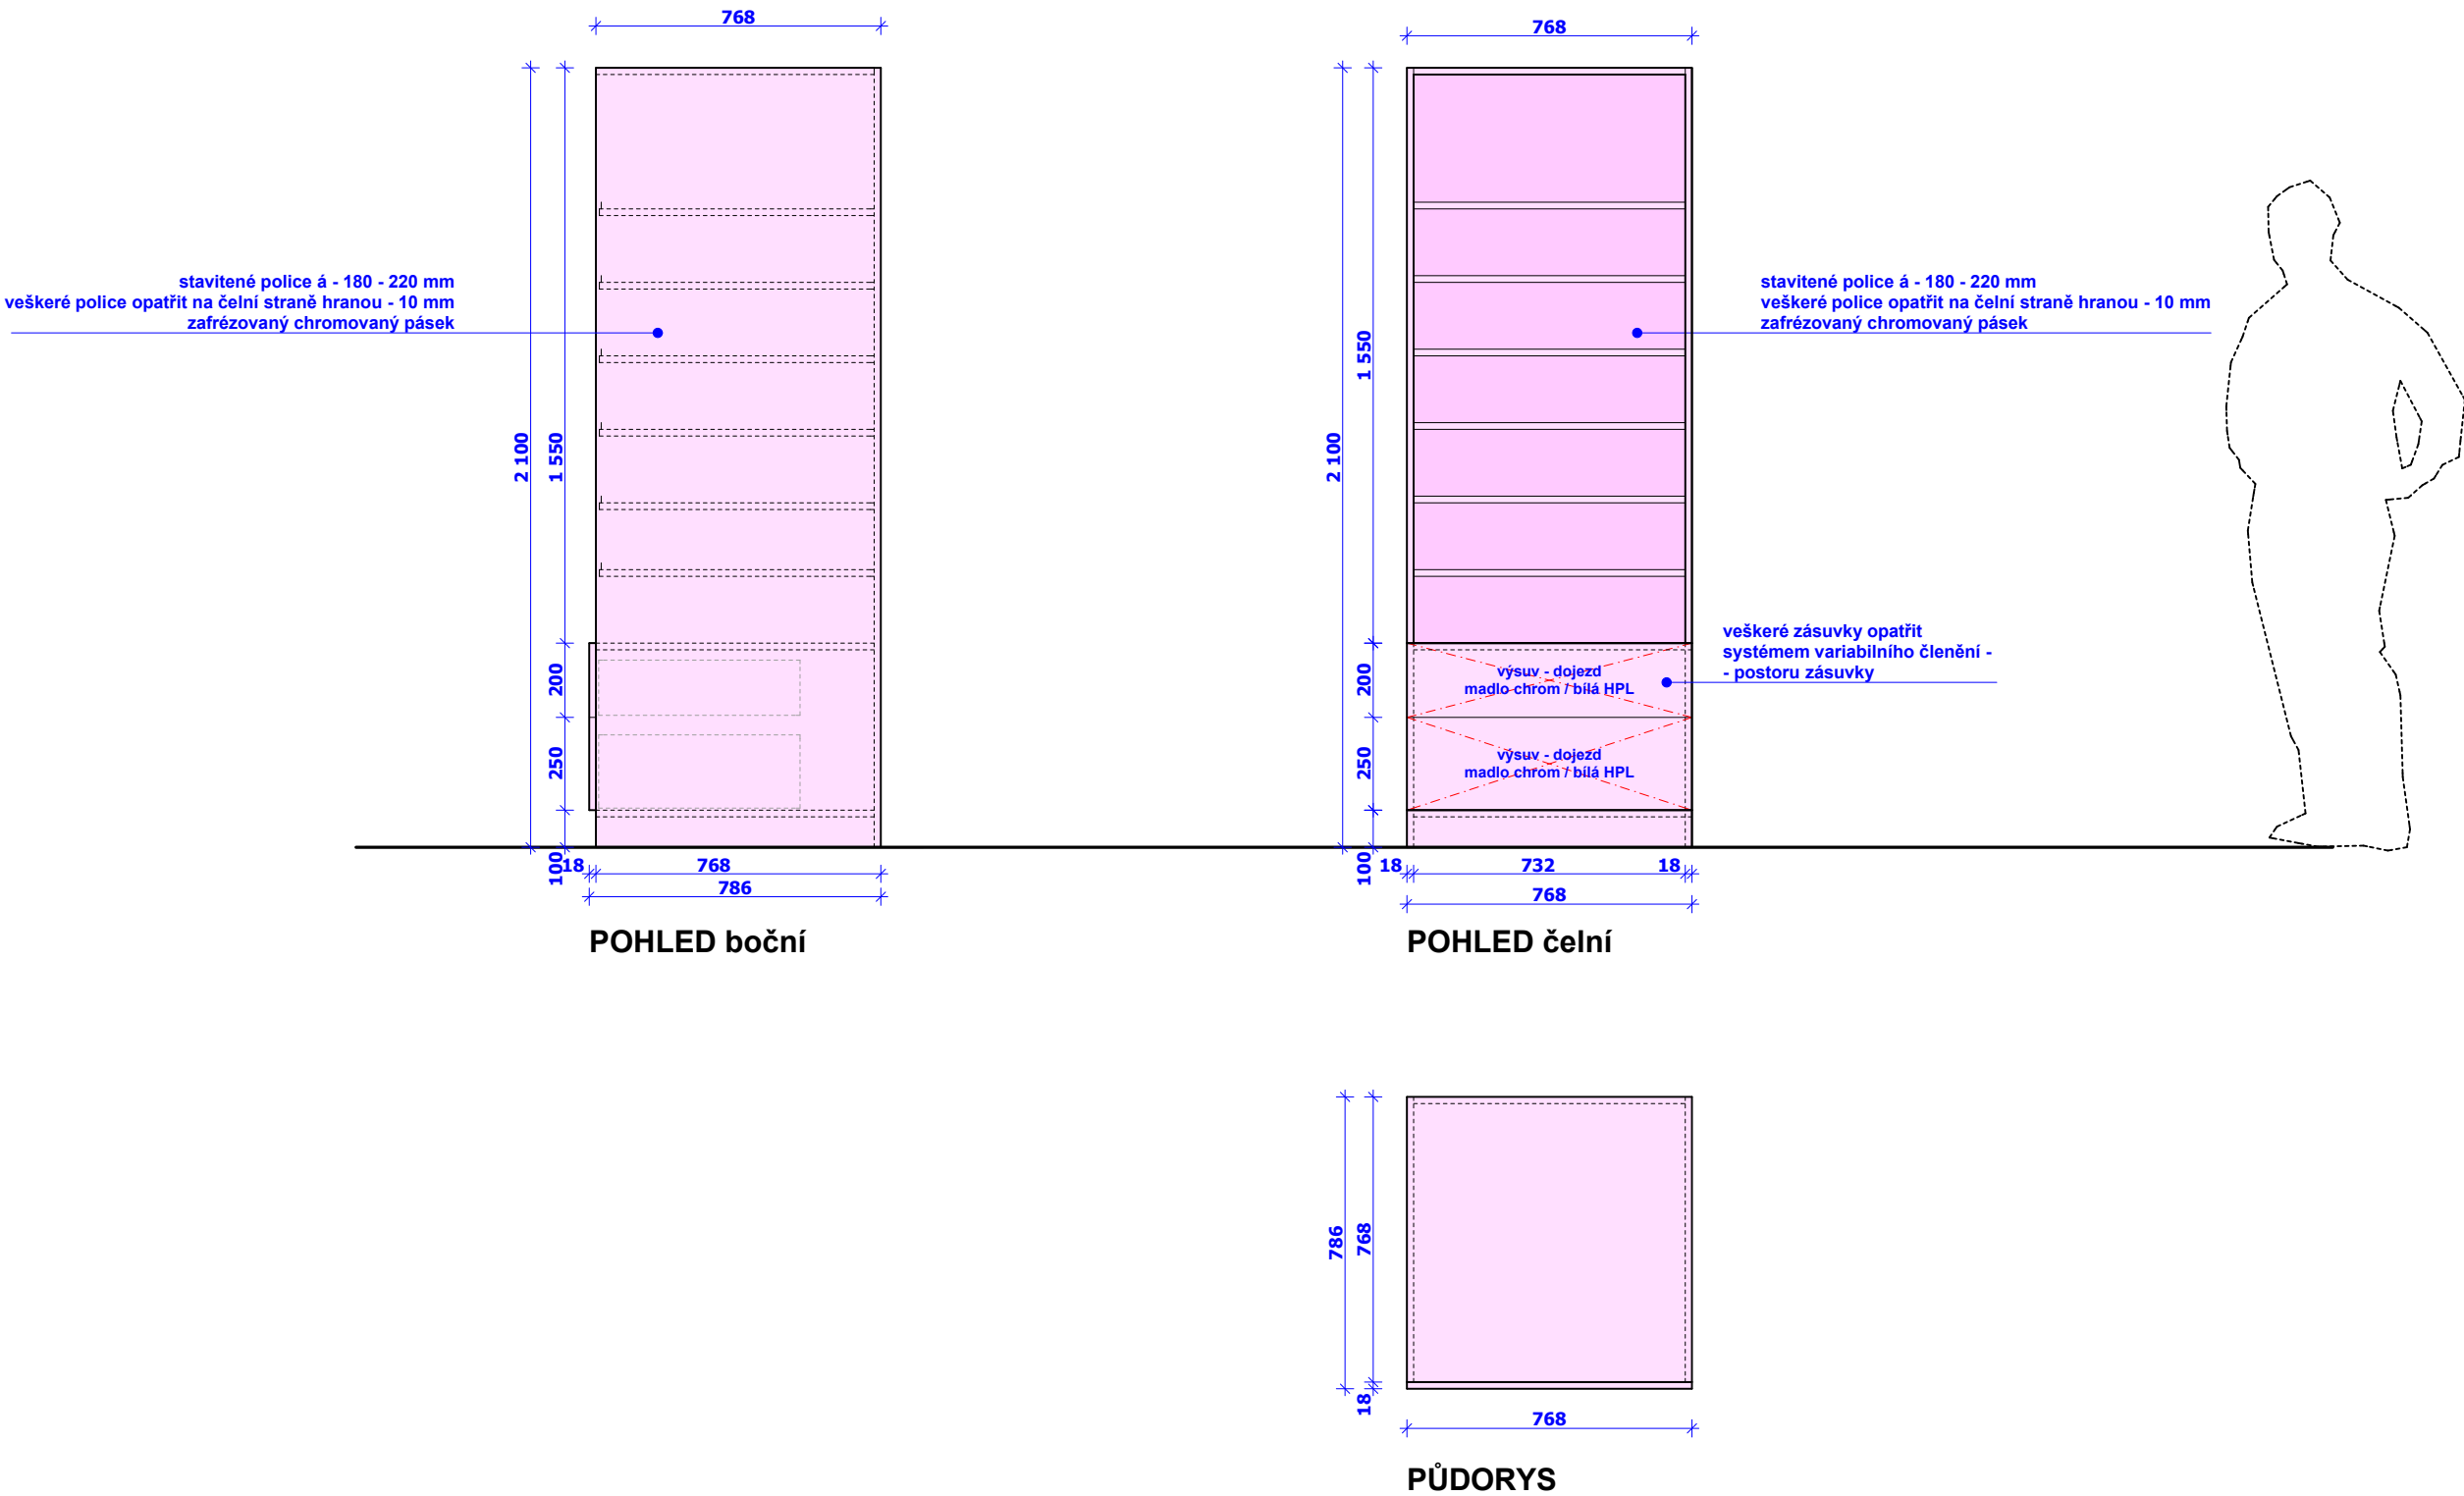 768
2 100
1 550
200
250
100
stavitené police á - 180 - 220 mm
veškeré police opatřit na čelní straně hranou - 10 mm
zafrézovaný chromovaný pásek
18
768
786
POHLED boční
768
2 100
1 550
200
250
100
stavitené police á - 180 - 220 mm
veškeré police opatřit na čelní straně hranou - 10 mm
zafrézovaný chromovaný pásek
veškeré zásuvky opatřit
systémem variabilního členění -
- postoru zásuvky
výsuv - dojezd
madlo chrom / bílá HPL
výsuv - dojezd
madlo chrom / bílá HPL
18
732
18
768
POHLED čelní
786
768
18
768
PŮDORYS